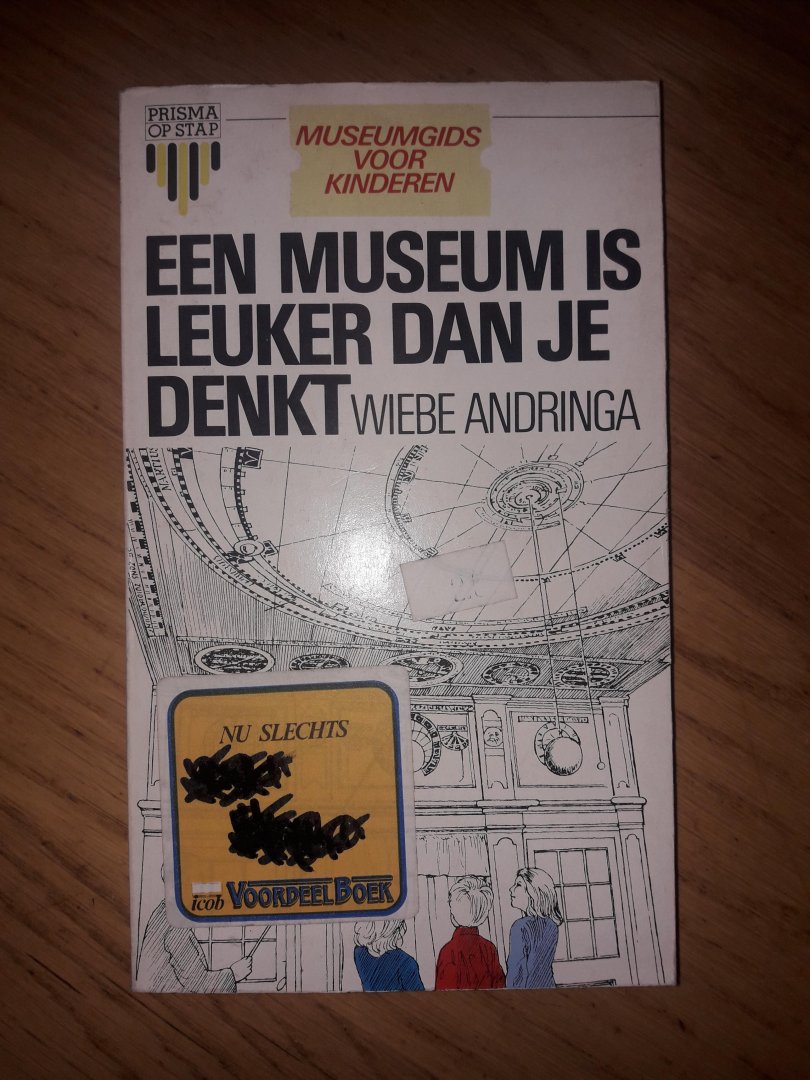 PRISMA
OP STAP
MUSEUMGIDS
VOOR
KINDEREN
EEN MUSEUM IS
LEUKER DAN JE
DENKT WIEBE ANDRINGA
NU SLECHTS
icob VOORDEELBOEK